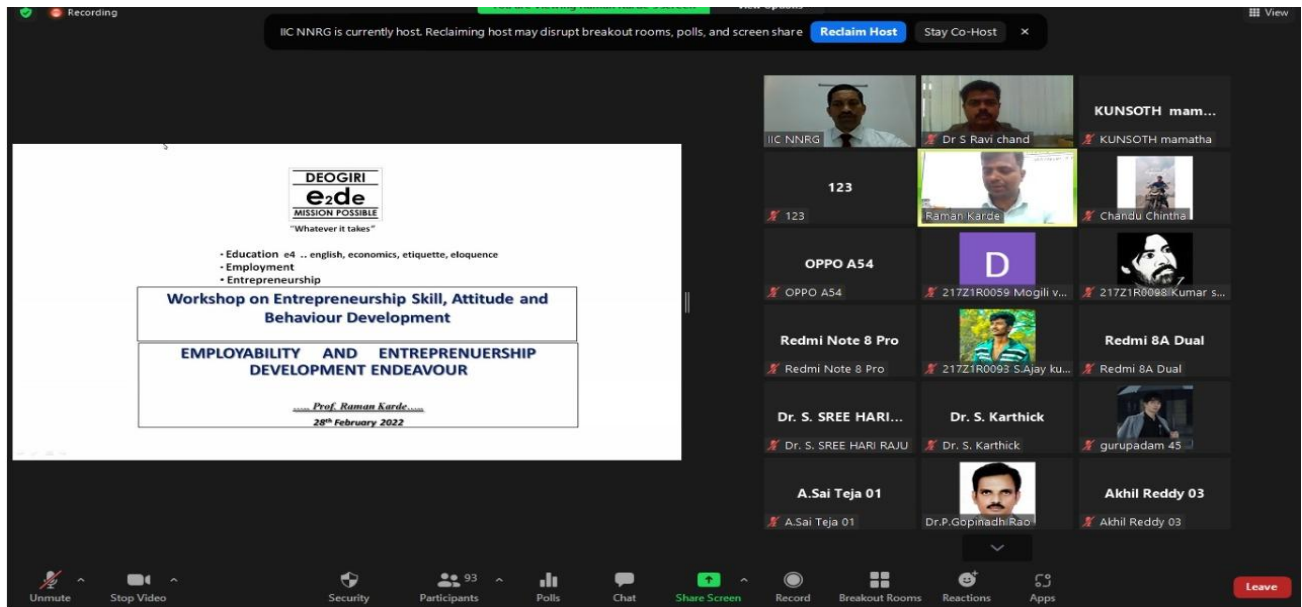 Recording
View
IIC NNRG is currently host. Reclaiming host may disrupt breakout rooms, polls, and screen share Reclaim Host Stay Co-Host ×
DEOGIRI
e2de
MISSION POSSIBLE
"Whatever it takes"
• Education e4 .. english, economics, etiquette, eloquence
• Employment
• Entrepreneurship
Workshop on Entrepreneurship Skill, Attitude and
Behaviour Development
EMPLOYABILITY AND ENTREPRENUERSHIP
DEVELOPMENT ENDEAVOUR
..... Prof. Raman Karde.....
28th February 2022
IIC NNRG
Dr S Ravi chand
KUNSOTH mam...
KUNSOTH mamatha
123
123
Raman Karde
Chandu Chintha
OPPO A54
OPPO A54
D
217Z1R0059 Mogili v...
217Z1R0098 Kumar s...
Redmi Note 8 Pro
Redmi Note 8 Pro
217Z1R0093 S.Ajay ku...
Redmi 8A Dual
Redmi 8A Dual
Dr. S. SREE HARI...
Dr. S. SREE HARI RAJU
Dr. S. Karthick
Dr. S. Karthick
gurupadam 45
A.Sai Teja 01
A.Sai Teja 01
Dr.P.Gopinadh Rao
Akhil Reddy 03
Akhil Reddy 03
Unmute
Stop Video
Security
93
Participants
Polls
Chat
Share Screen
Record
Breakout Rooms
Reactions
Apps
Leave